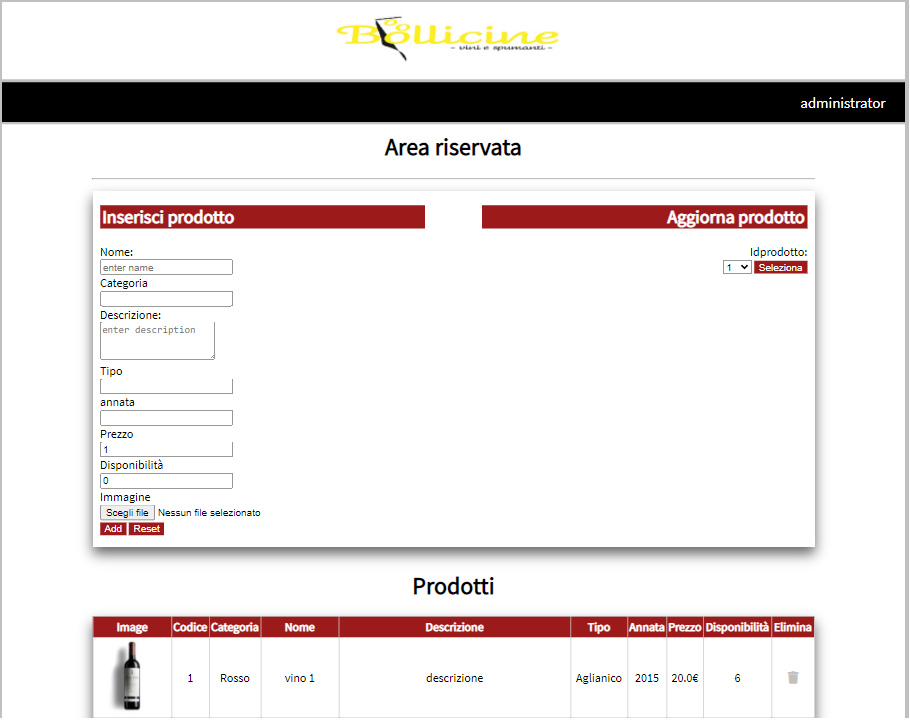 Bollicine
- vini e spumanti -
administrator
Area riservata
Inserisci prodotto
Aggiorna prodotto
Nome:
enter name
Categoria
Descrizione:
enter description
Tipo
annata
Prezzo
1
Disponibilità
0
Immagine
Scegli file Nessun file selezionato
Add Reset
Idprodotto:
1 Seleziona
Prodotti
Image Codice Categoria Nome Descrizione Tipo Annata Prezzo Disponibilità Elimina
1 Rosso vino 1 descrizione Aglianico 2015 20.0€ 6